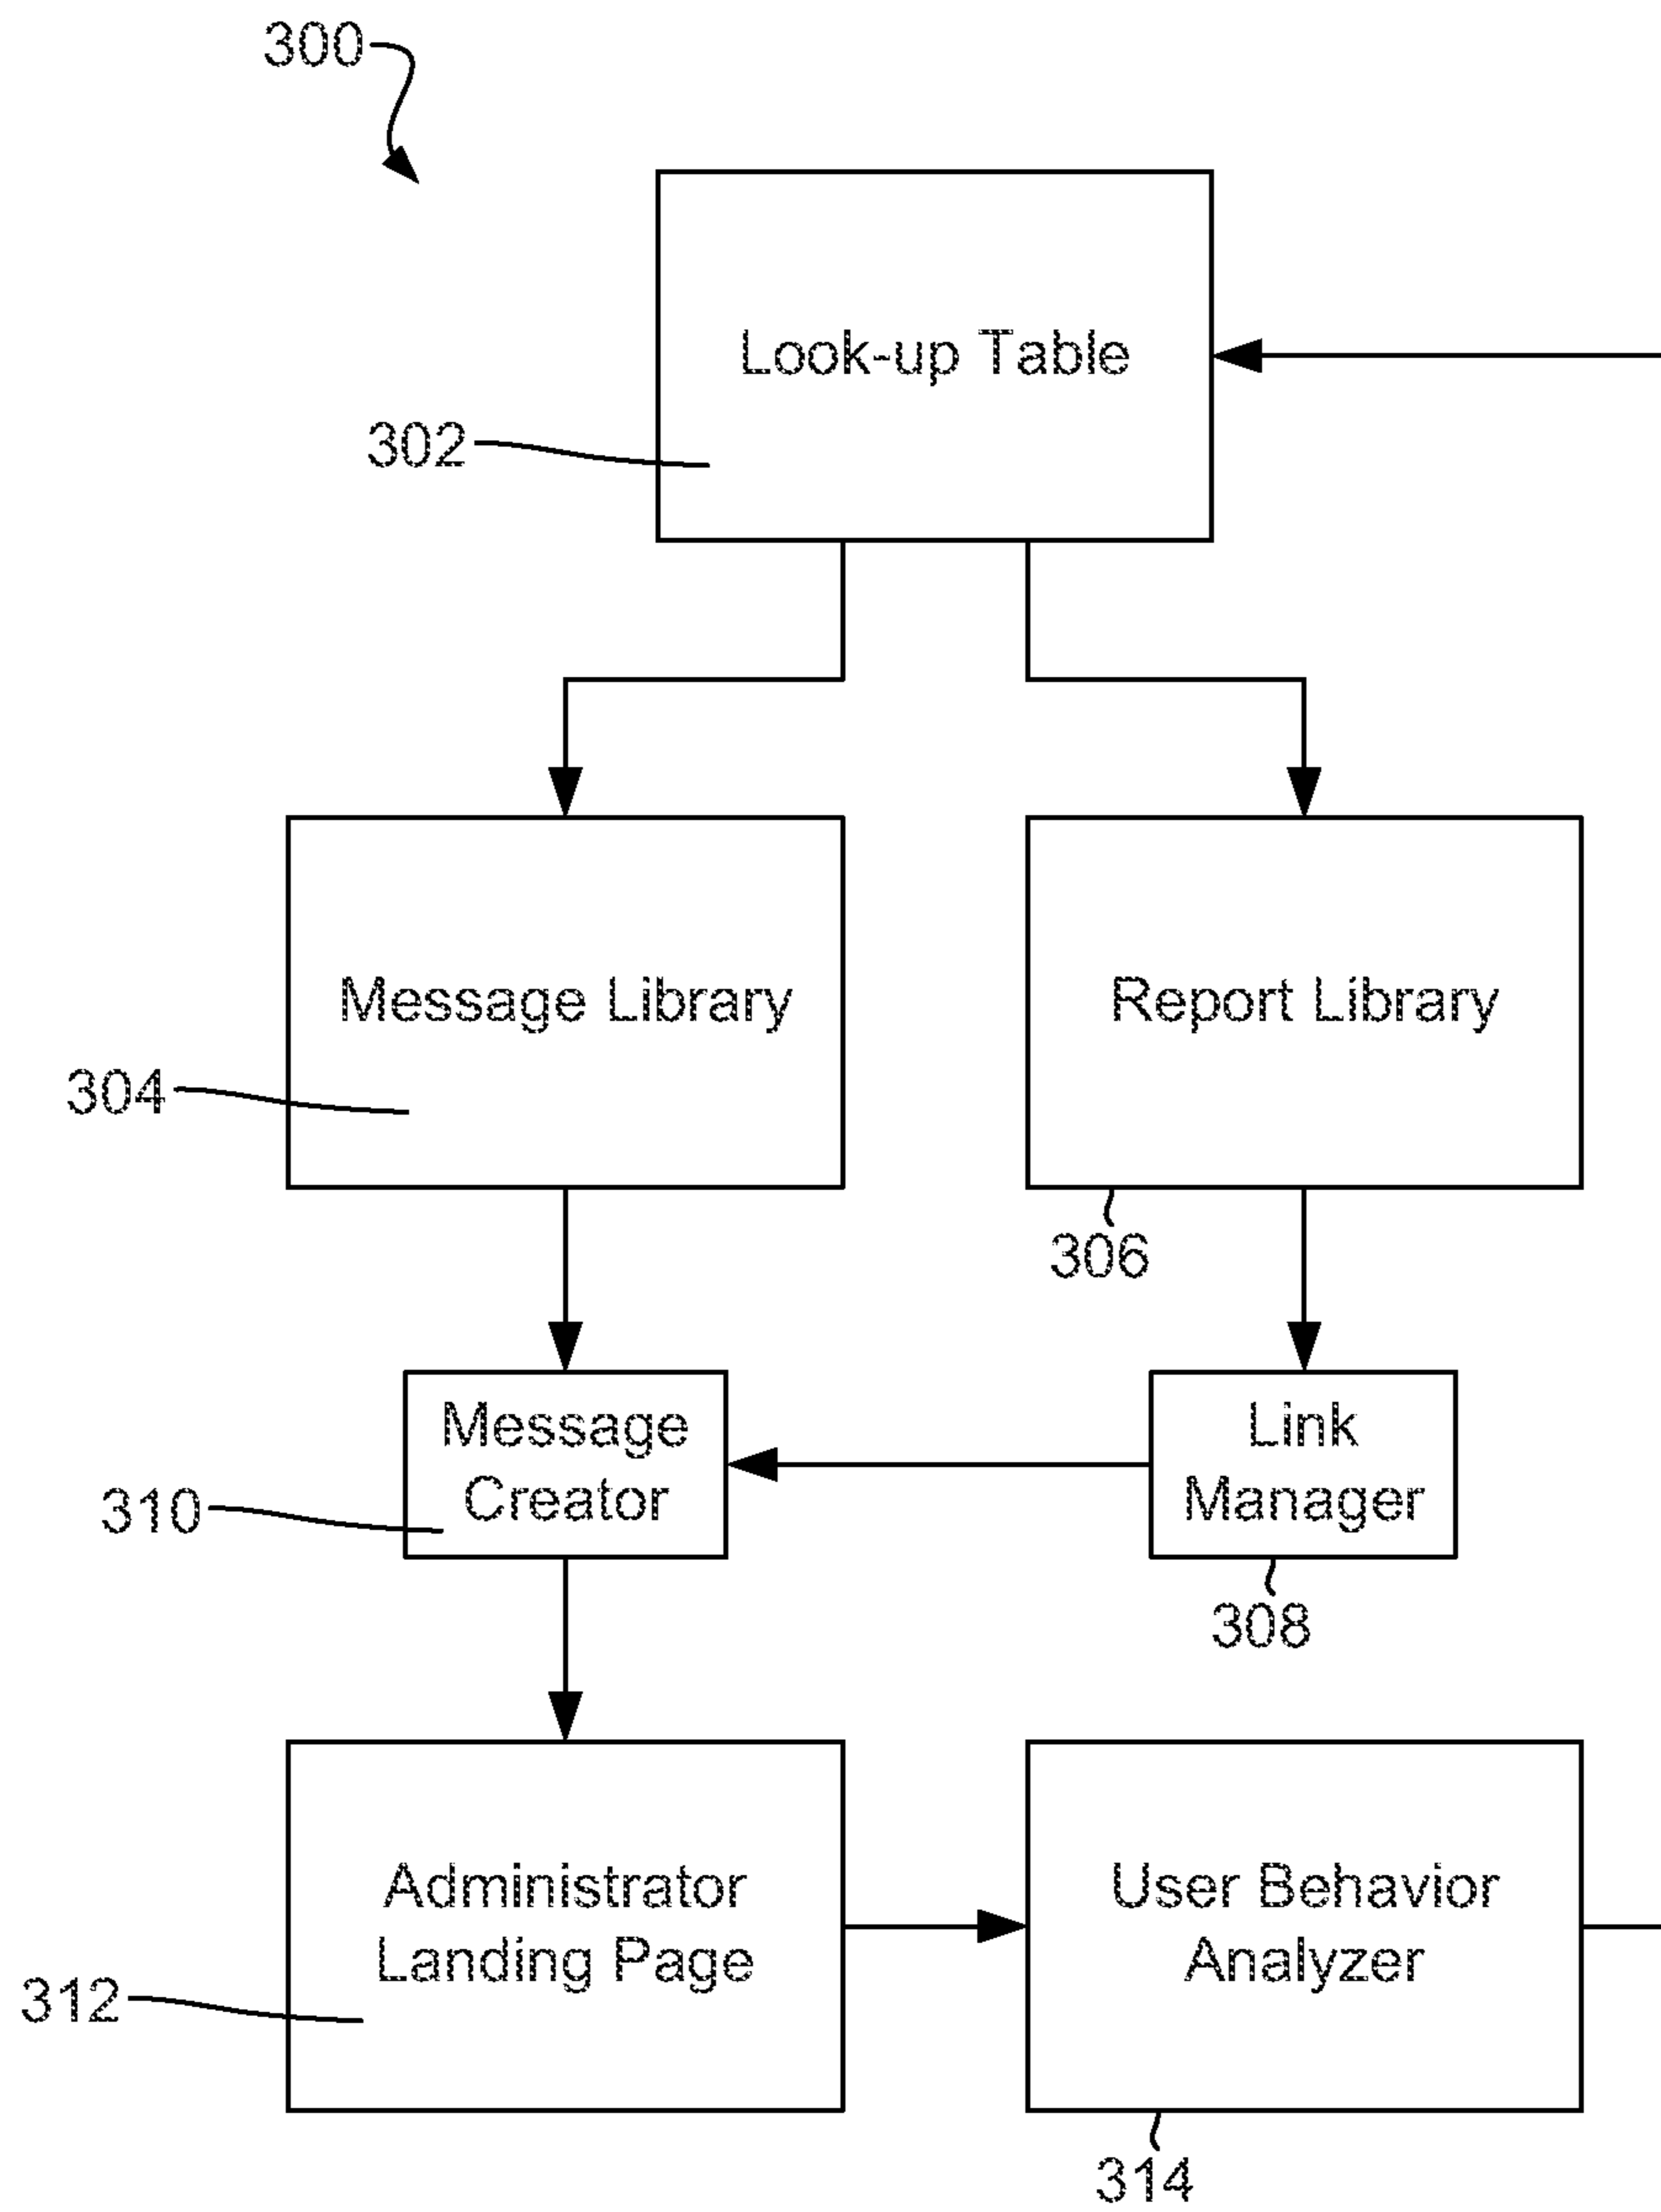 300
Look-up Table
302
Message Library
Report Library
304
306
Message
Creator
Link
Manager
310
308
Administrator
Landing Page
User Behavior
Analyzer
312
314